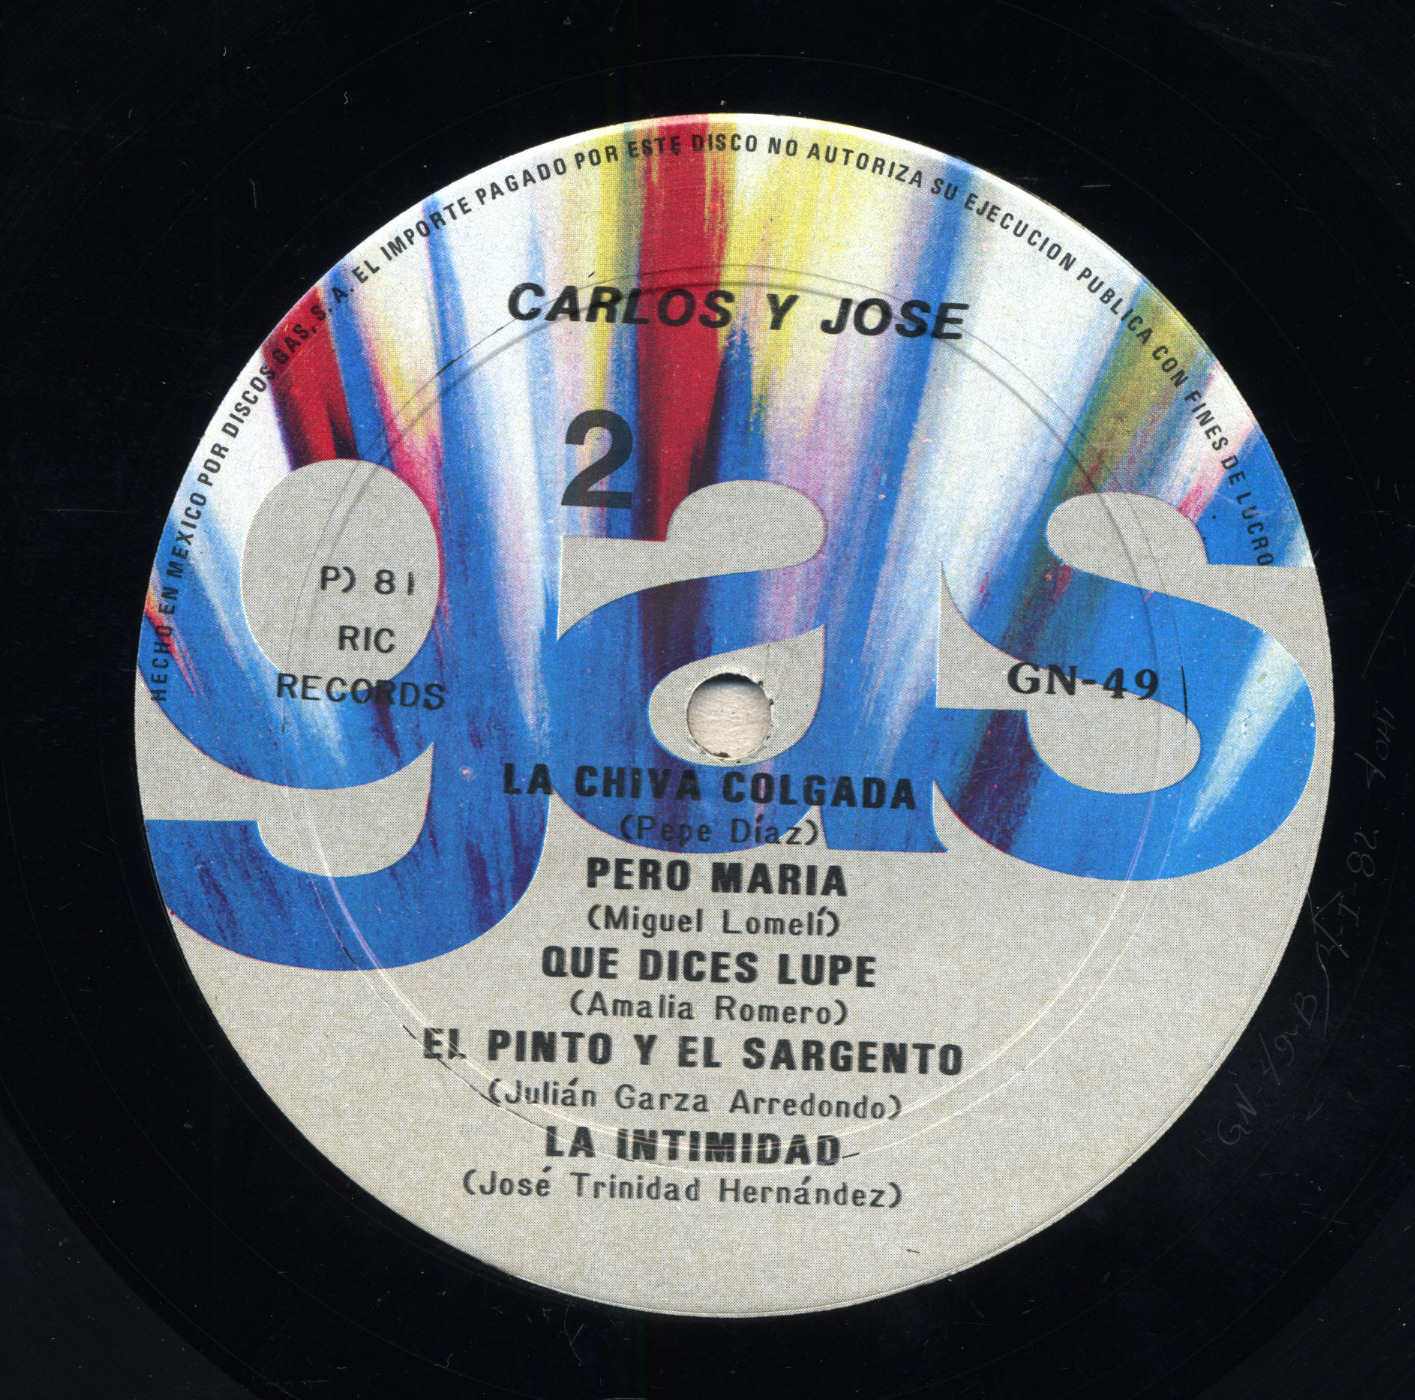 HECHO EN MEXICO POR DISCOS GAS, S. A. EL IMPORTE PAGADO POR ESTE DISCO NO AUTORIZA SU EJECUCION PUBLICA CON FINES DE LUCRO
CARLOS Y JOSE
2
gas
P) 81
RIC
RECORDS
GN-49
LA CHIVA COLGADA
(Pepe Díaz)
PERO MARIA
(Miguel Lomelí)
QUE DICES LUPE
(Amalia Romero)
EL PINTO Y EL SARGENTO
(Julián Garza Arredondo)
LA INTIMIDAD
(José Trinidad Hernández)
GN 49-B